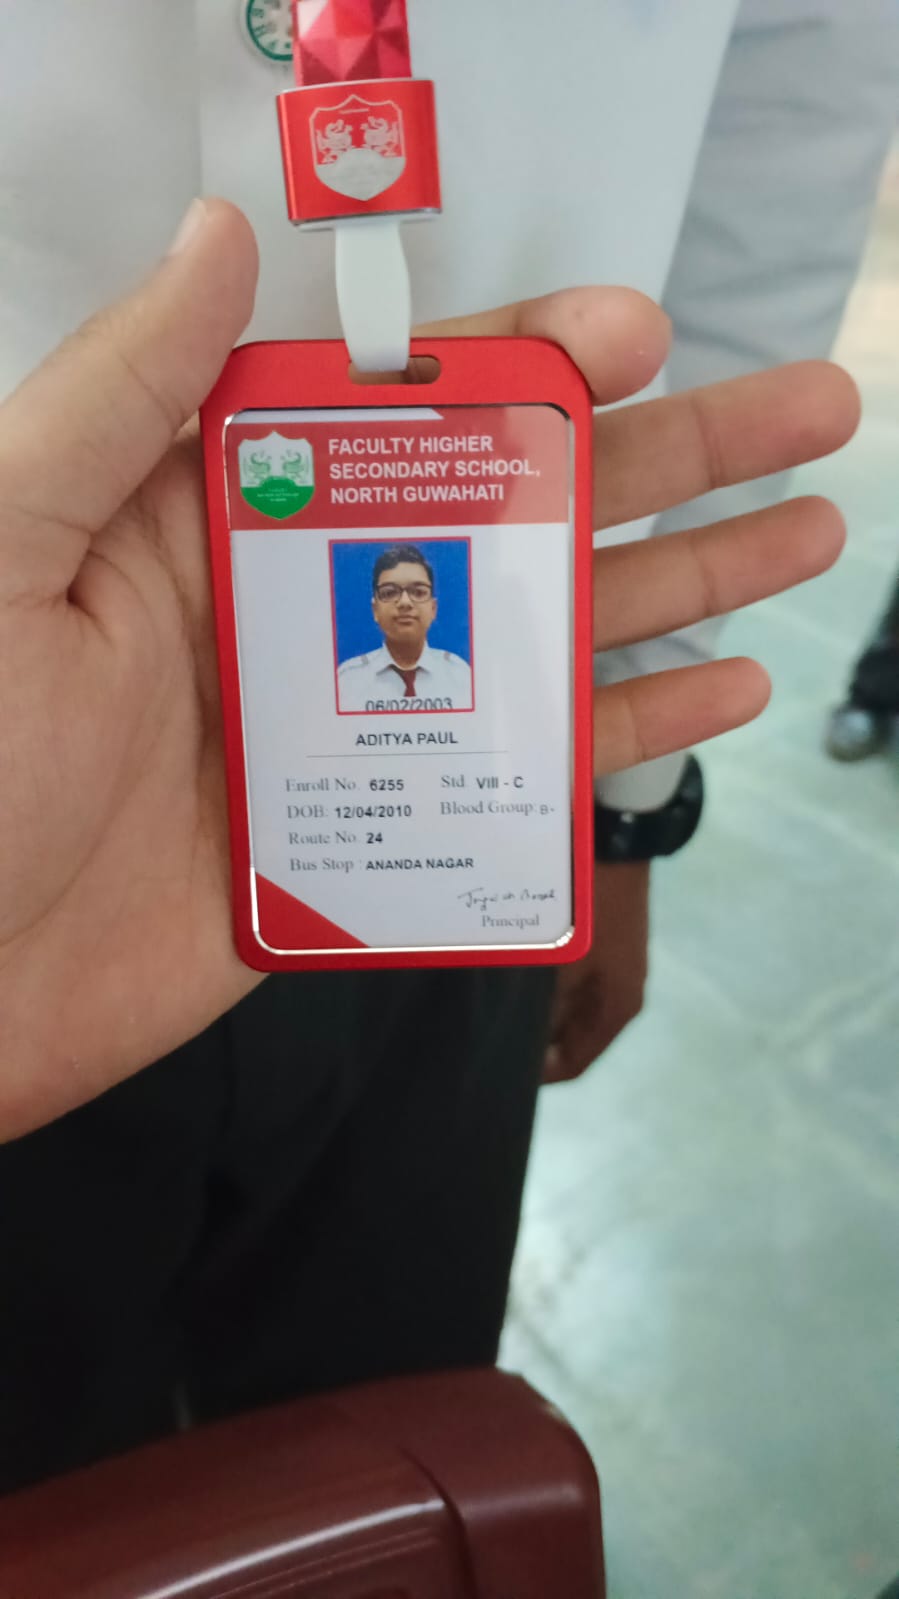 FACULTY HIGHER
SECONDARY SCHOOL,
NORTH GUWAHATI
06/02/2003
ADITYA PAUL
Enroll No. 6255 Std. VIII - C
DOB: 12/04/2010 Blood Group: B-
Route No. 24
Bus Stop : ANANDA NAGAR
Principal